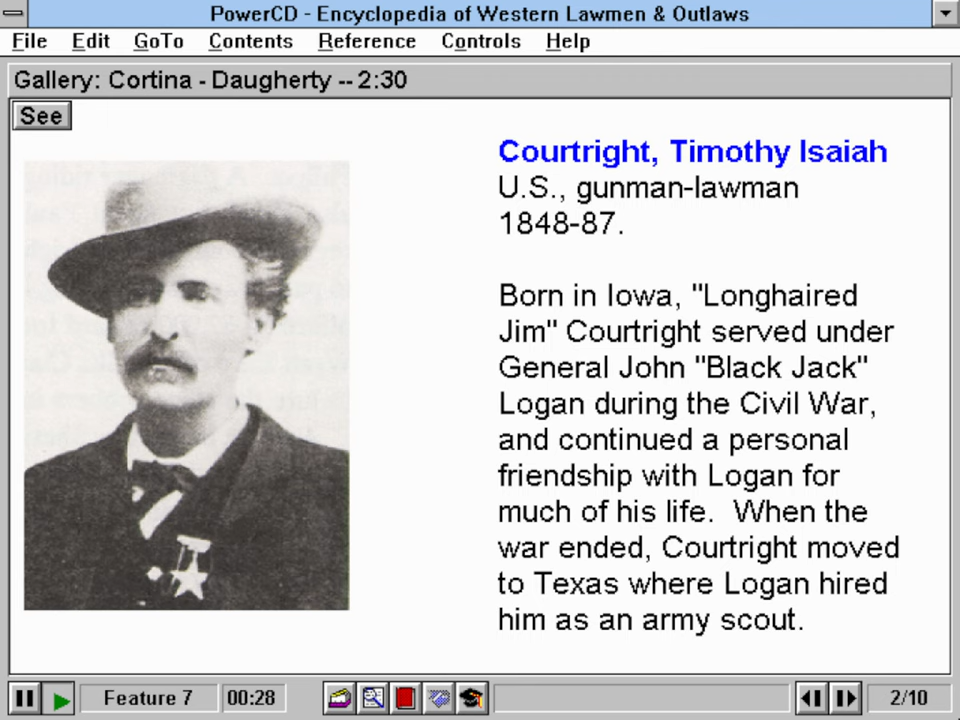 PowerCD - Encyclopedia of Western Lawmen & Outlaws
File Edit GoTo Contents Reference Controls Help
Gallery: Cortina - Daugherty -- 2:30
See
Courtright, Timothy Isaiah
U.S., gunman-lawman
1848-87.
Born in Iowa, "Longhaired
Jim" Courtright served under
General John "Black Jack"
Logan during the Civil War,
and continued a personal
friendship with Logan for
much of his life.  When the
war ended, Courtright moved
to Texas where Logan hired
him as an army scout.
Feature 7 00:28 2/10